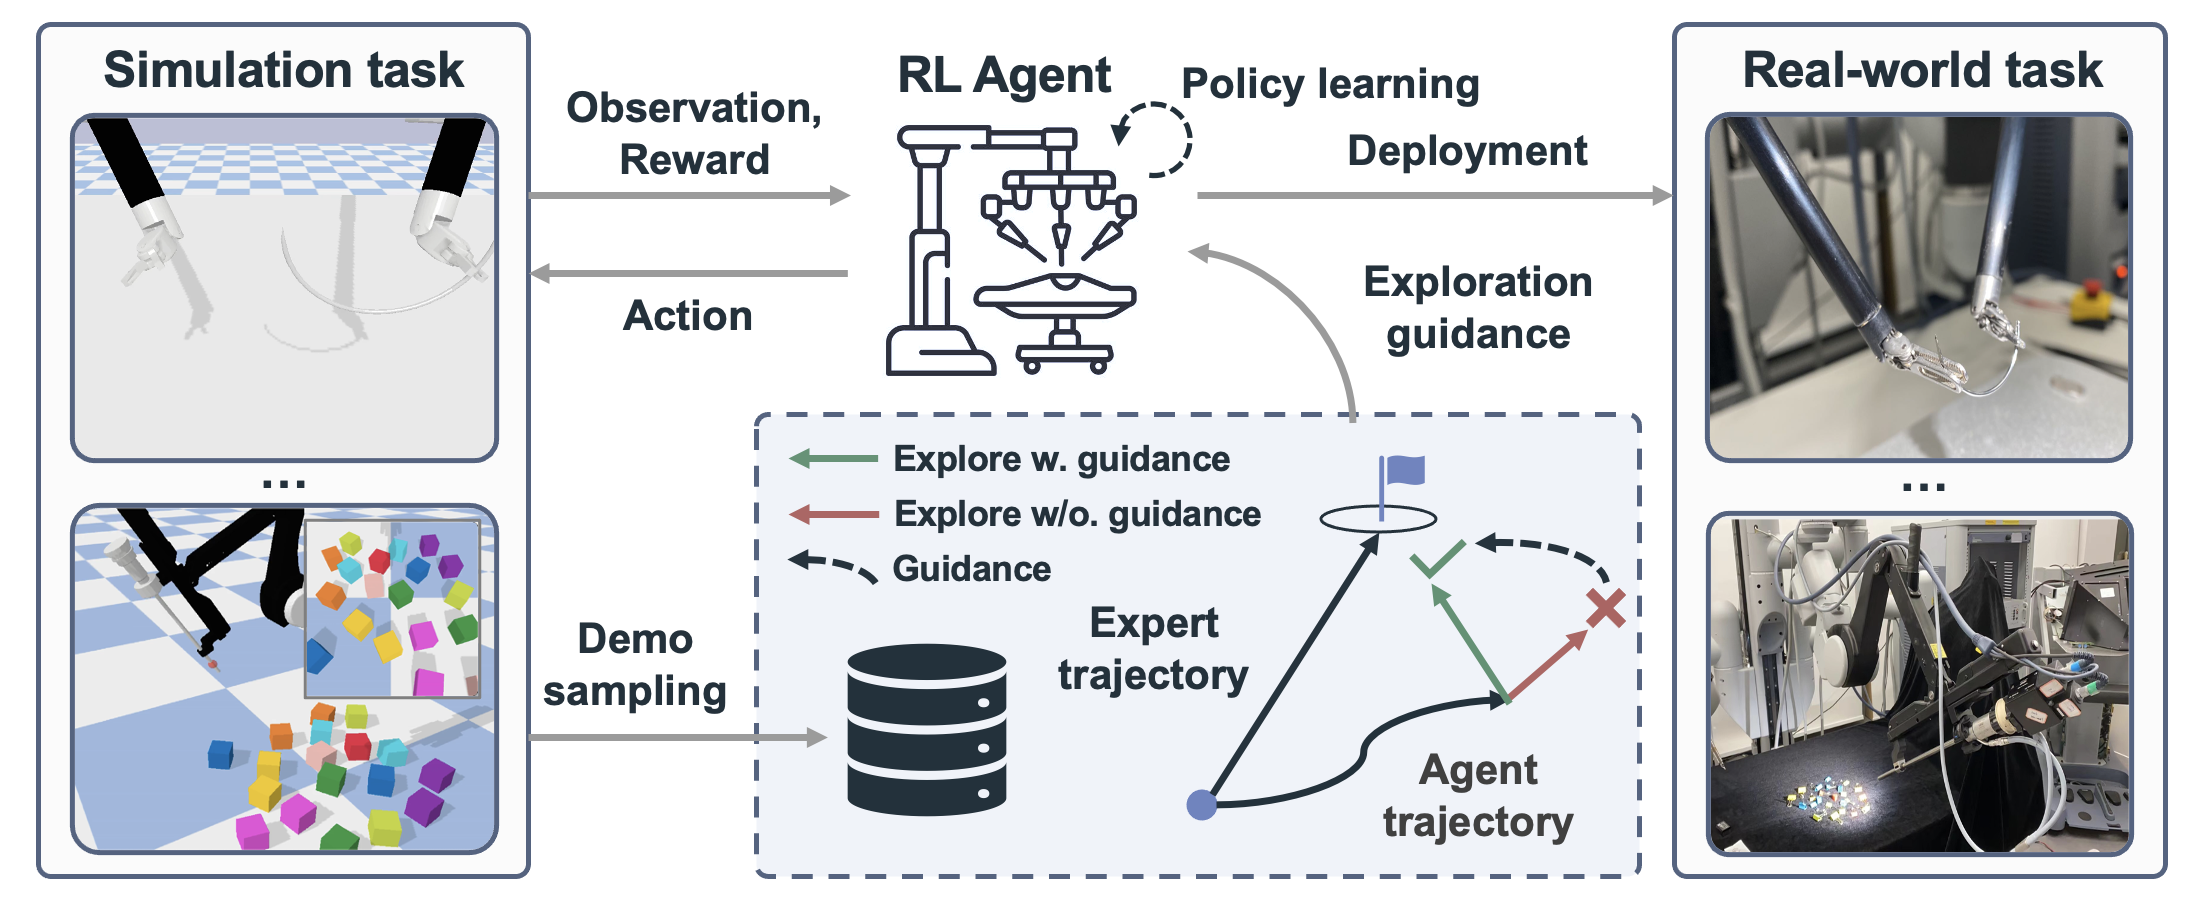 Simulation task
...
Observation,
Reward
Action
Demo
sampling
RL Agent
Policy learning
Deployment
Exploration
guidance
Explore w. guidance
Explore w/o. guidance
Guidance
Expert
trajectory
Agent
trajectory
Real-world task
...